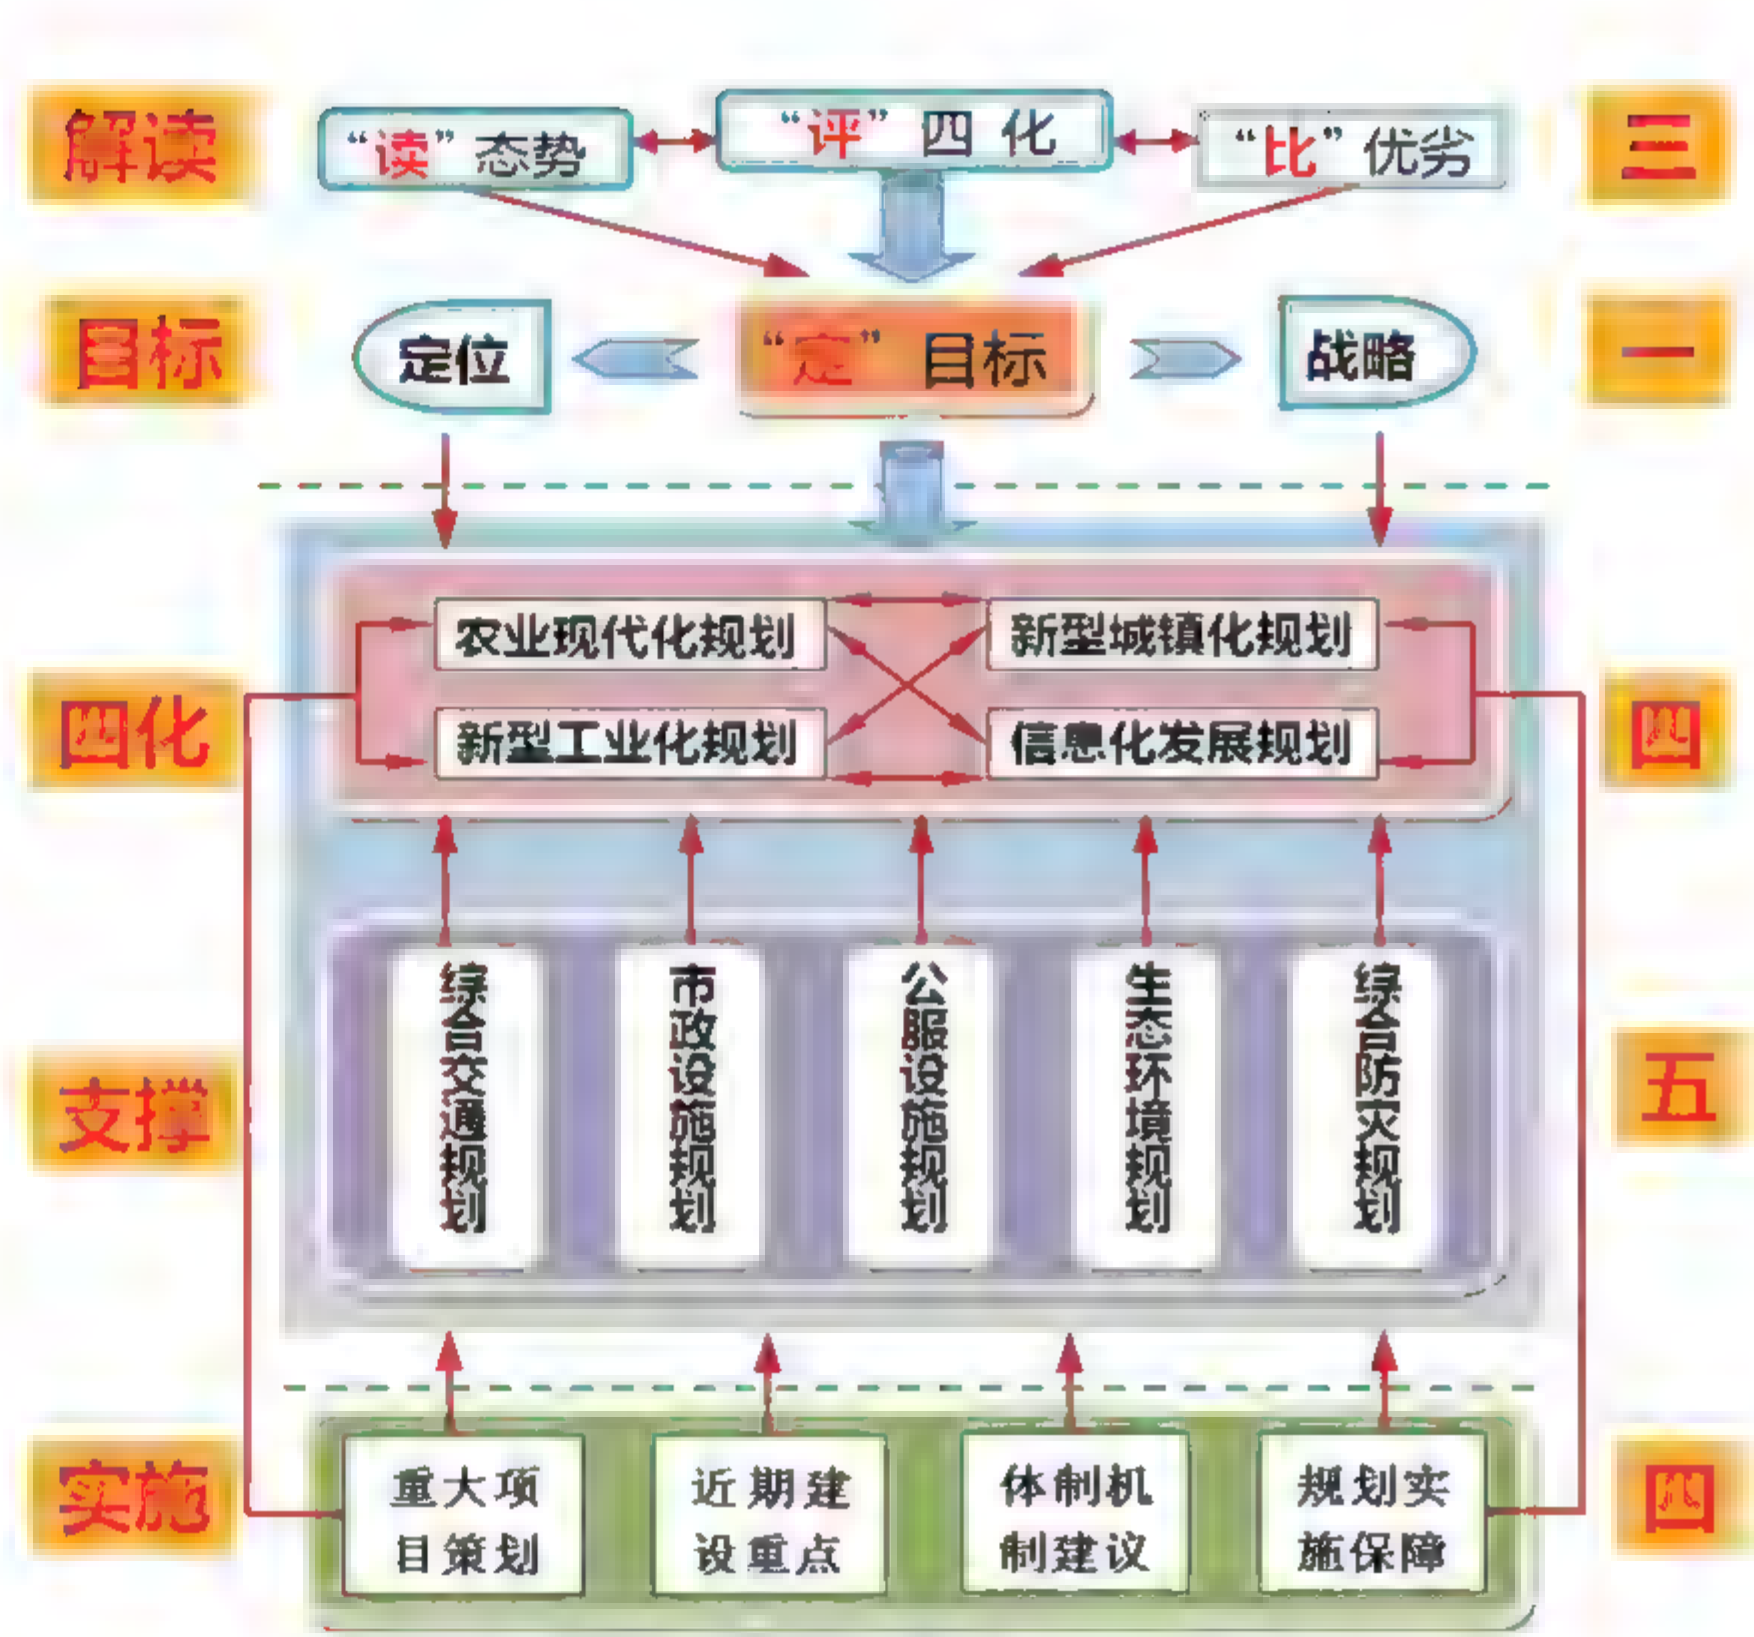 解读
“读”态势
“评”四化
“比”优劣
三
目标
定位
“定”目标
战略
一
四化
农业现代化规划
新型城镇化规划
新型工业化规划
信息化发展规划
四
支撑
综合交通规划
市政设施规划
公服设施规划
生态环境规划
综合防灾规划
五
实施
重大项
目策划
近期建
设重点
体制机
制建议
规划实
施保障
四